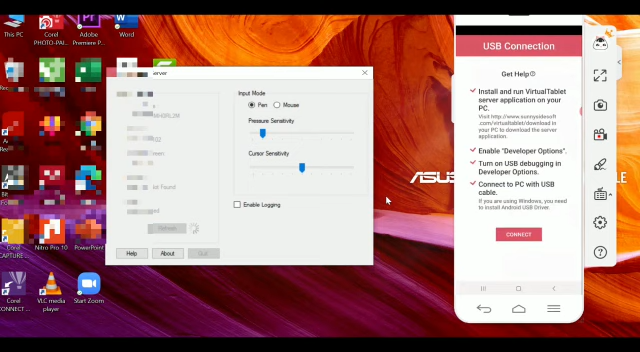 This PC
Corel
PHOTO-PAI...
Adobe
Premiere P...
Word
erver
Input Mode
Pen
Mouse
Pressure Sensitivity
Cursor Sensitivity
Enable Logging
ed Found
Refresh
Help
About
Quit
Corel
CAPTURE ...
Nitro Pro 10
PowerPoint
Corel
CONNECT ...
VLC media
player
Start Zoom
USB Connection
Get Help
Install and run VirtualTablet
server application on your
PC.
Visit http://www.sunnysidesoft
.com/virtualtablet/download in
your PC to download the server
application.
Enable "Developer Options".
Turn on USB debugging in
Developer Options.
Connect to PC with USB
cable.
If you are using Windows, you need
to install Android USB Driver.
CONNECT